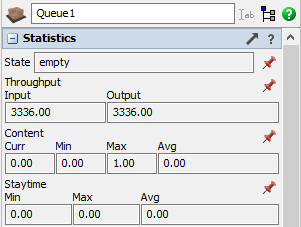 Queue1
Statistics
?
State empty
Throughput
?
Input Output
3336.00 3336.00
Content
Curr Min Max Avg
0.00 0.00 1.00 0.00
Staytime
Min Max Avg
0.00 0.00 0.00